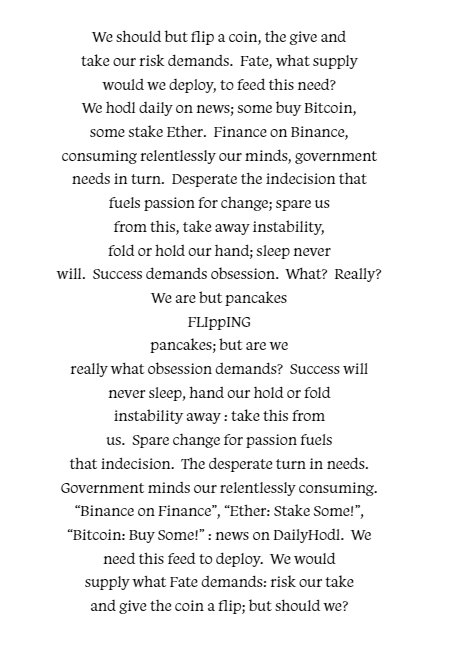 We should but flip a coin, the give and
take our risk demands.  Fate, what supply
would we deploy, to feed this need?
We hodl daily on news; some buy Bitcoin,
some stake Ether.  Finance on Binance,
consuming relentlessly our minds, government
needs in turn.  Desperate the indecision that
fuels passion for change; spare us
from this, take away instability,
fold or hold our hand; sleep never
will.  Success demands obsession.  What?  Really?
We are but pancakes
FLIppING
pancakes; but are we
really what obsession demands?  Success will
never sleep, hand our hold or fold
instability away : take this from
us.  Spare change for passion fuels
that indecision.  The desperate turn in needs.
Government minds our relentlessly consuming.
“Binance on Finance”, “Ether: Stake Some!”,
“Bitcoin: Buy Some!” : news on DailyHodl.  We
need this feed to deploy.  We would
supply what Fate demands: risk our take
and give the coin a flip; but should we?